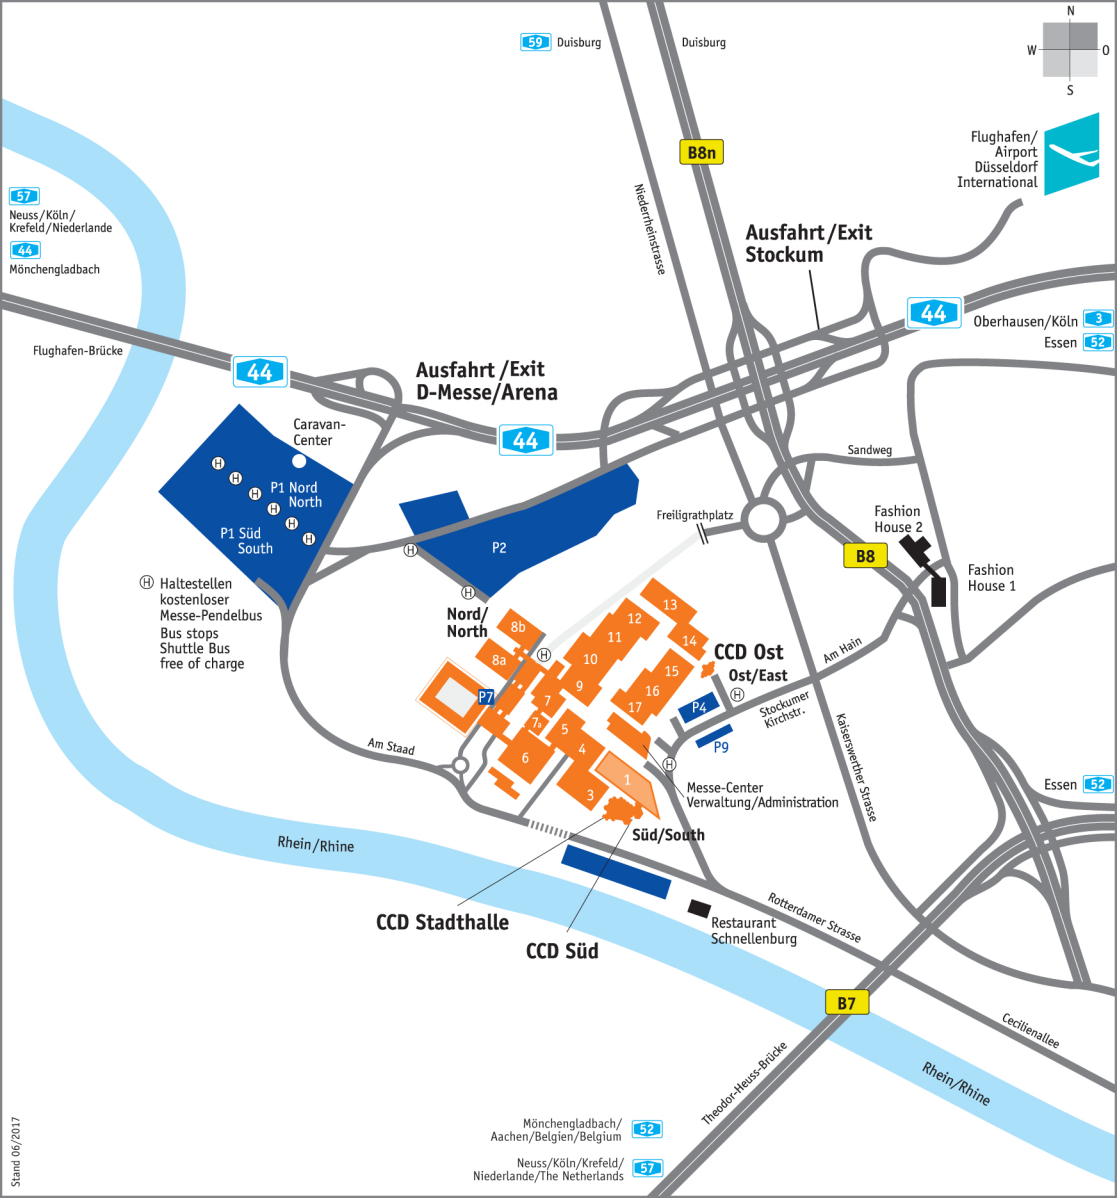 N
W
O
S
59 Duisburg
Duisburg
B8n
Flughafen/
Airport
Düsseldorf
International
57
Neuss/Köln/
Krefeld/Niederlande
44
Mönchengladbach
Niederrheinstrasse
Ausfahrt/Exit
Stockum
44
Oberhausen/Köln 3
Essen 52
Flughafen-Brücke
44
Ausfahrt/Exit
D-Messe/Arena
44
Caravan-
Center
Sandweg
H
H
H
H
H
H
P1 Nord
North
P1 Süd
South
P2
H
H
Freiligrathplatz
Fashion
House 2
B8
Fashion
House 1
H Haltestellen
kostenloser
Messe-Pendelbus
Bus stops
Shuttle Bus
free of charge
Nord/
North
8b
8a
H
13
12
11
14
10
15
9
16
7
17
7a
5
4
6
3
1
P7
CCD Ost
Ost/East
H
P4
P9
H
Am Hain
Stockumer
Kirchstr.
Kaiserswerther Strasse
Am Staad
Messe-Center
Verwaltung/Administration
Essen 52
Süd/South
Rhein/Rhine
CCD Stadthalle
CCD Süd
Restaurant
Schnellenburg
Rotterdamer Strasse
B7
Cecilienallee
Rhein/Rhine
Theodor-Heuss-Brücke
Mönchengladbach/
Aachen/Belgien/Belgium 52
Neuss/Köln/Krefeld/
Niederlande/The Netherlands 57
Stand 06/2017